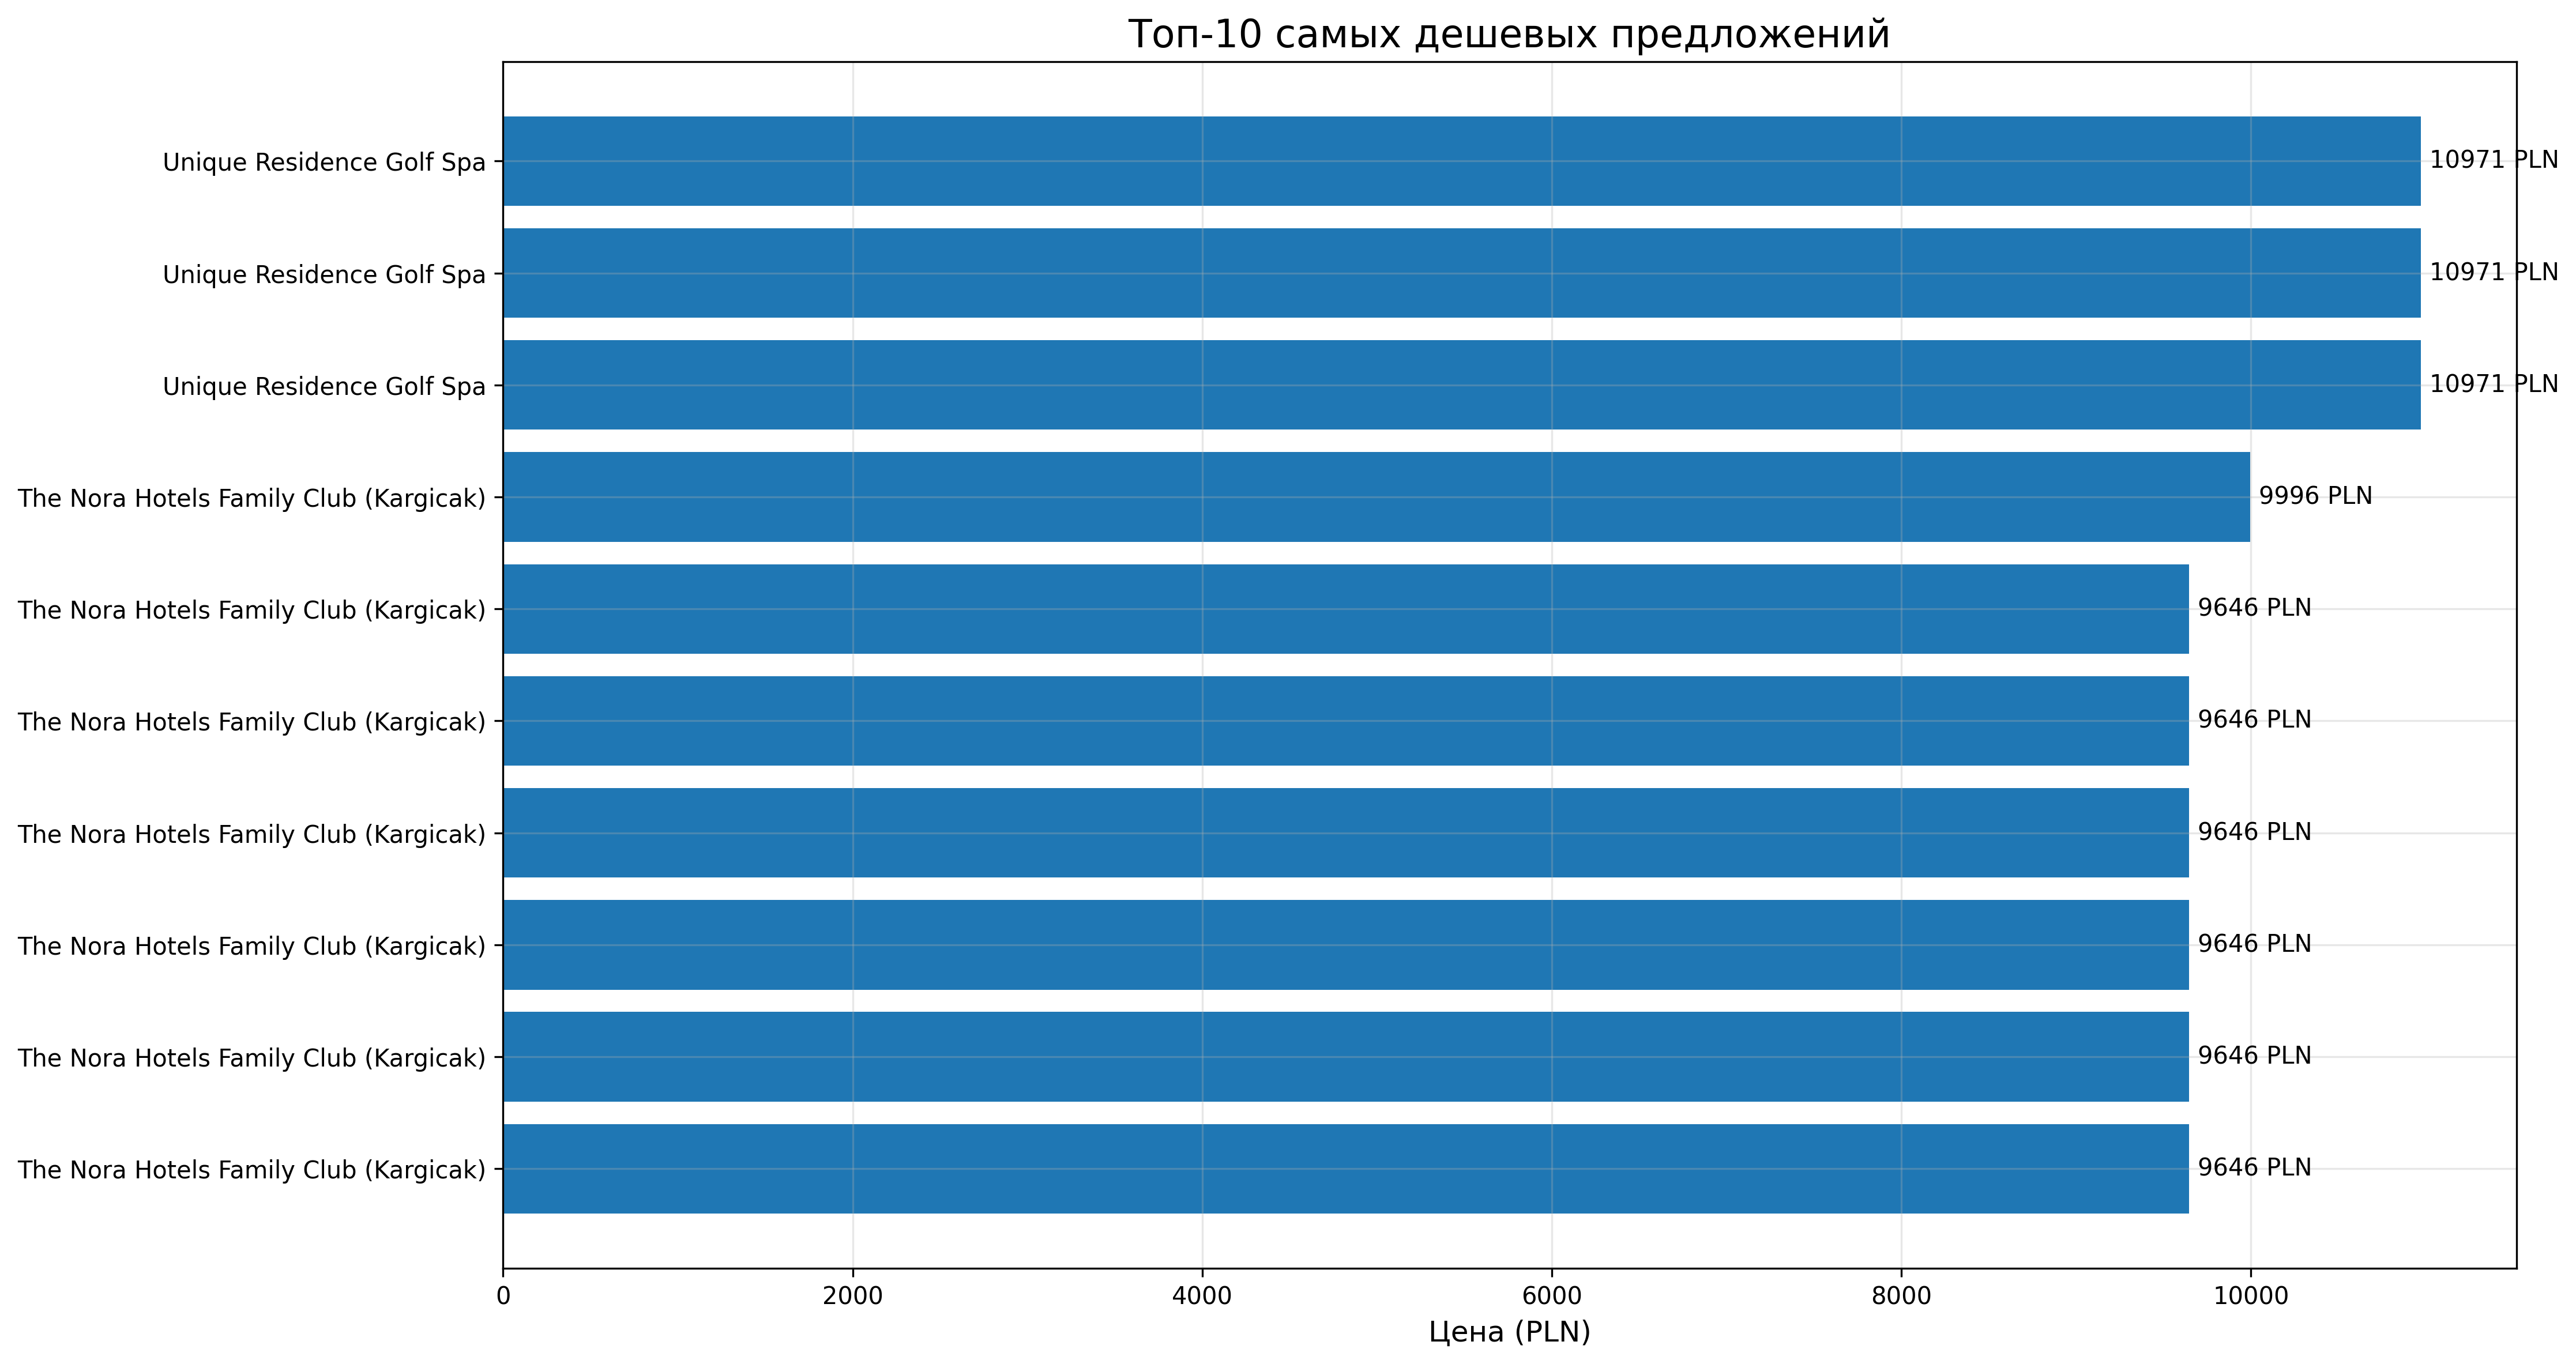 Топ-10 самых дешевых предложений
Unique Residence Golf Spa 10971 PLN
Unique Residence Golf Spa 10971 PLN
Unique Residence Golf Spa 10971 PLN
The Nora Hotels Family Club (Kargicak) 9996 PLN
The Nora Hotels Family Club (Kargicak) 9646 PLN
The Nora Hotels Family Club (Kargicak) 9646 PLN
The Nora Hotels Family Club (Kargicak) 9646 PLN
The Nora Hotels Family Club (Kargicak) 9646 PLN
The Nora Hotels Family Club (Kargicak) 9646 PLN
The Nora Hotels Family Club (Kargicak) 9646 PLN
0 2000 4000 6000 8000 10000
Цена (PLN)